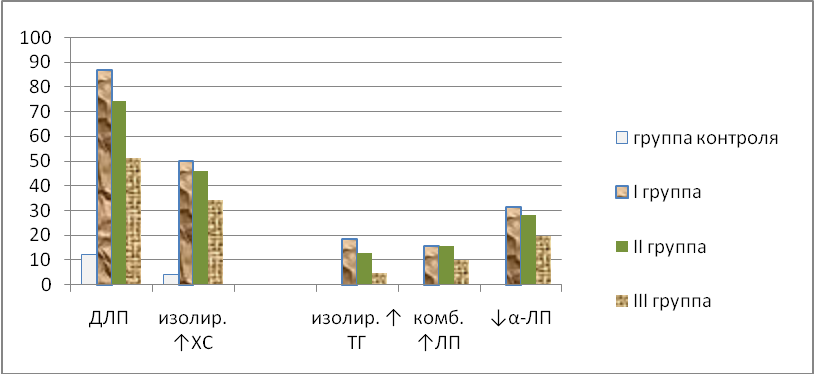 100
90
80
70
60
50
40
30
20
10
0
ДЛП
изолир.
↑ХС
изолир. ↑
ТГ
комб.
↑ЛП
↓α-ЛП
группа контроля
I группа
II группа
III группа